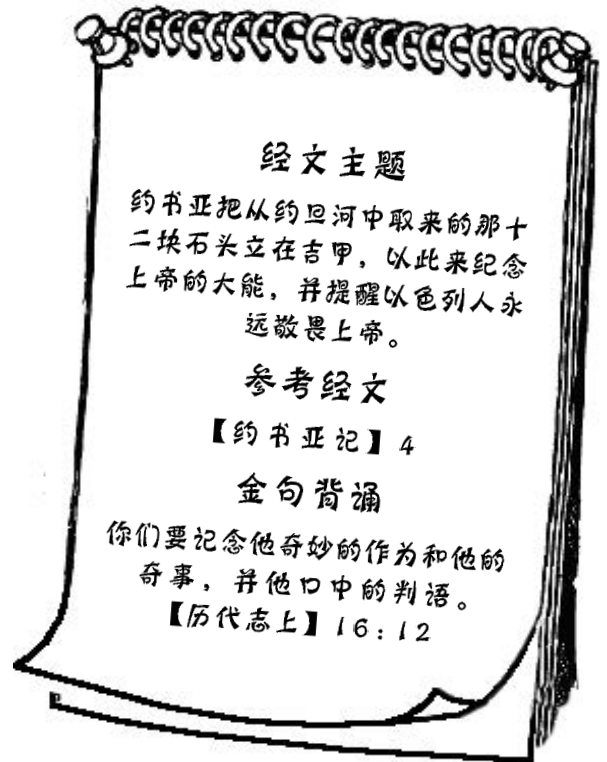 经文主题
约书亚把从约旦河中取来的那十
二块石头立在吉甲，以此来纪念
上帝的大能，并提醒以色列人永
远敬畏上帝。
参考经文
【约书亚记】4
金句背诵
你们要记念他奇妙的作为和他的
奇事，并他口中的判语。
【历代志上】16:12